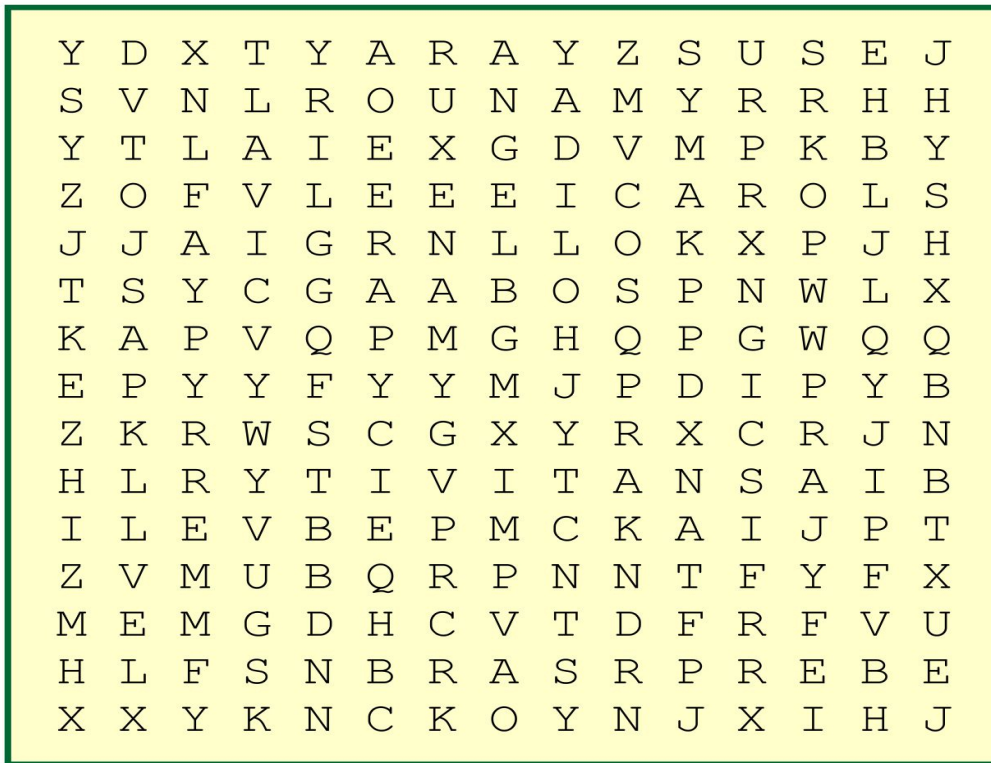 Y D X T Y A R A Y Z S U S E J
S V N L R O U N A M Y R R H H
Y T L A I E X G D V M P K B Y
Z O F V L E E E I C A R O L S
J J A I G R N L L O K X P J H
T S Y C G A A B O S P N W L X
K A P V Q P M G H Q P G W Q Q
E P Y Y F Y Y M J P D I P Y B
Z K R W S C G X Y R X C R J N
H L R Y T I V I T A N S A I B
I L E V B E P M C K A I J P T
Z V M U B Q R P N N T F Y F X
M E M G D H C V T D F R F V U
H L F S N B R A S R P R E B E
X X Y K N C K O Y N J X I H J